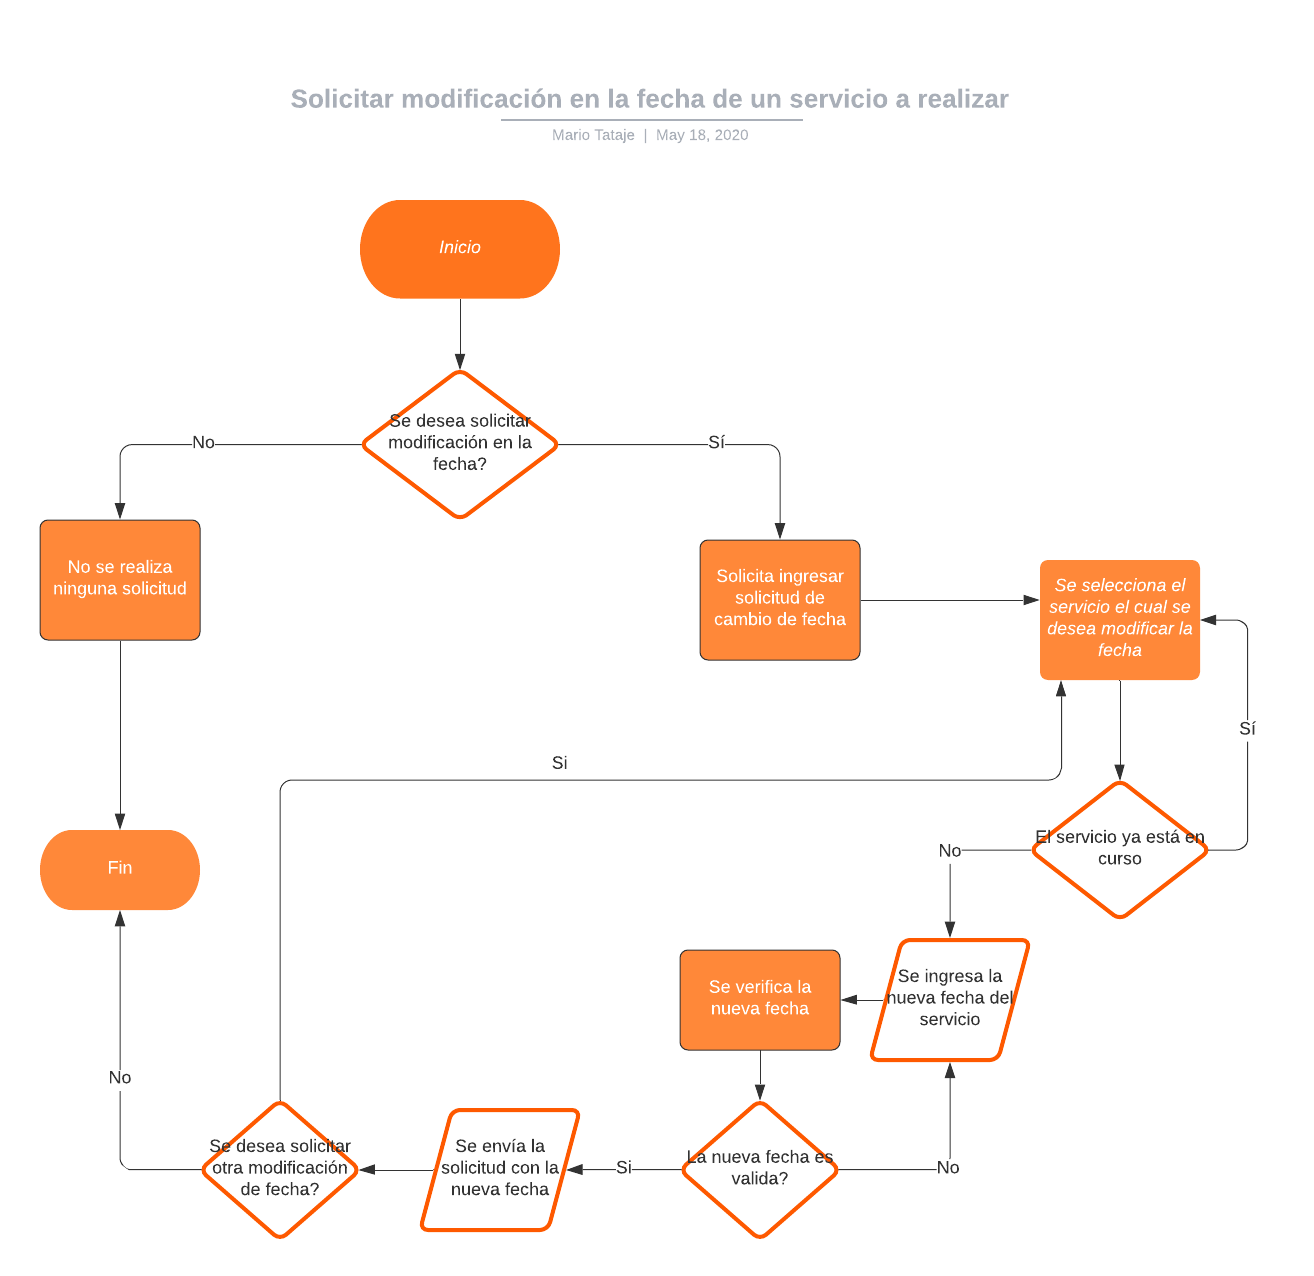 Solicitar modificación en la fecha de un servicio a realizar
Mario Tataje | May 18, 2020
Inicio
Se desea solicitar
modificación en la
fecha?
No
Sí
No se realiza
ninguna solicitud
Solicita ingresar
solicitud de
cambio de fecha
Se selecciona el
servicio el cual se
desea modificar la
fecha
Sí
Si
El servicio ya está en
curso
No
Fin
Se ingresa la
nueva fecha del
servicio
Se verifica la
nueva fecha
No
Se desea solicitar
otra modificación
de fecha?
Se envía la
solicitud con la
nueva fecha
Si
La nueva fecha es
valida?
No